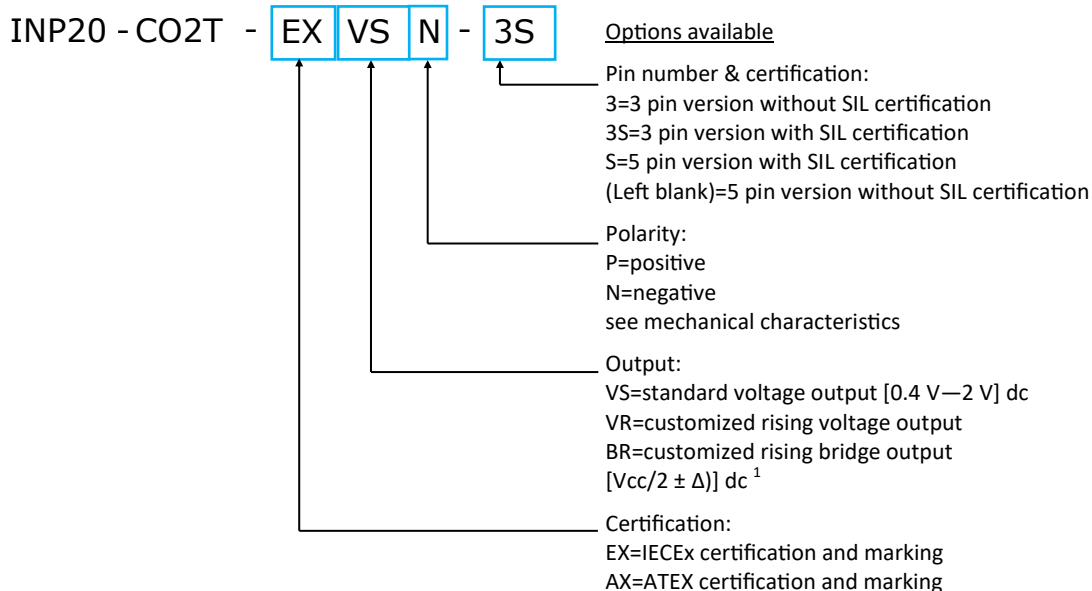 INP20 - CO2T - EX VS N - 3S
Options available
Pin number & certification:
3=3 pin version without SIL certification
3S=3 pin version with SIL certification
S=5 pin version with SIL certification
(Left blank)=5 pin version without SIL certification
Polarity:
P=positive
N=negative
see mechanical characteristics
Output:
VS=standard voltage output [0.4 V—2 V] dc
VR=customized rising voltage output
BR=customized rising bridge output
[Vcc/2 ± Δ)] dc ¹
Certification:
EX=IECEx certification and marking
AX=ATEX certification and marking